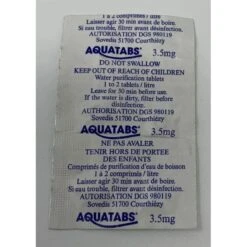 1 à 2 comprimés / litre
Laisser agir 30 min avant de boire.
Si eau trouble, filtrer avant désinfection.
AUTORISATION DGS 980119
Sovedis 51700 Courthiézy
AQUATABS® 3.5mg
DO NOT SWALLOW
KEEP OUT OF REACH OF CHILDREN
Water purification tablets
1 to 2 tablets / litre
Leave for 30 min before use.
If the water is dirty, filter before
disinfection.
AUTHORISATION DGS 980119
Sovedis 51700 Courthiézy
AQUATABS® 3.5mg
NE PAS AVALER
TENIR HORS DE PORTEE
DES ENFANTS
Comprimés de purification d'eau de boisson
1 à 2 comprimés / litre
Laisser agir 30 min avant de boire.
Si eau trouble, filtrer avant désinfection.
AUTORISATION DGS 980119
Sovedis 51700 Courthiézy
AQUATABS® 3.5mg